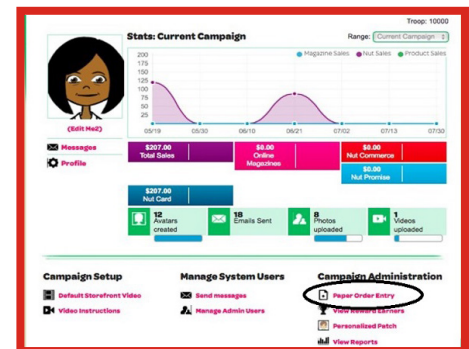 Troop: 10000
Stats: Current Campaign
Range: Current Campaign
Magazine Sales Nut Sales Product Sales
200
175
150
125
100
75
50
25
05/19 05/30 06/10 06/21 07/02 07/13 07/30
(Edit Me2)
Messages
Profile
$207.00
Total Sales
$0.00
Online
Magazines
$0.00
Nut Commerce
$0.00
Nut Promise
$207.00
Nut Card
12
Avatars
created
18
Emails Sent
8
Photos
uploaded
1
Videos
uploaded
Campaign Setup
Default Storefront Video
Video Instructions
Manage System Users
Send messages
Manage Admin Users
Campaign Administration
Paper Order Entry
View Reward Earners
Personalized Patch
View Reports